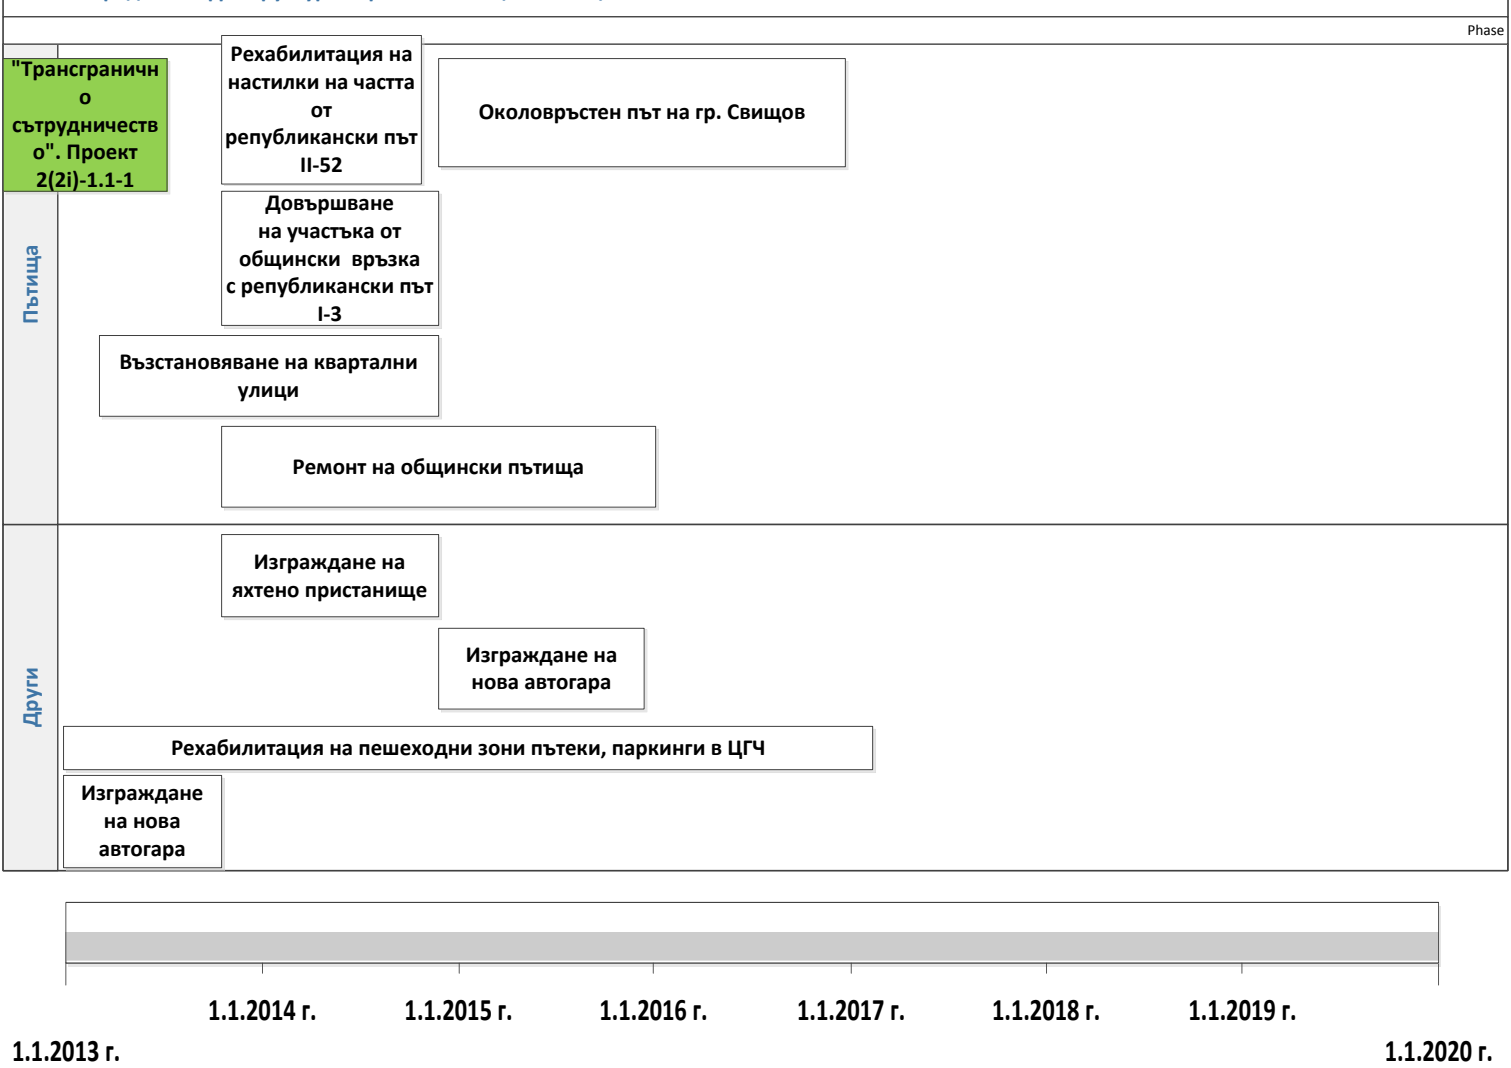 Phase
Пътища
"Трансграничн
о
сътрудничеств
о". Проект
2(2i)-1.1-1
Рехабилитация на
настилки на частта
от
републикански път
II-52
Околовръстен път на гр. Свищов
Довършване
на участъка от
общински връзка
с републикански път
I-3
Възстановяване на квартални
улици
Ремонт на общински пътища
Други
Изграждане на
яхтено пристанище
Изграждане на
нова автогара
Рехабилитация на пешеходни зони пътеки, паркинги в ЦГЧ
Изграждане
на нова
автогара
1.1.2014 г. 1.1.2015 г. 1.1.2016 г. 1.1.2017 г. 1.1.2018 г. 1.1.2019 г.
1.1.2013 г. 1.1.2020 г.